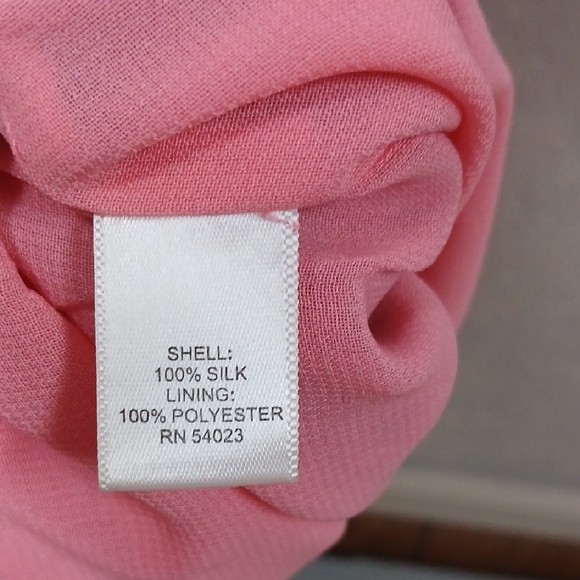 SHELL:
100% SILK
LINING:
100% POLYESTER
RN 54023